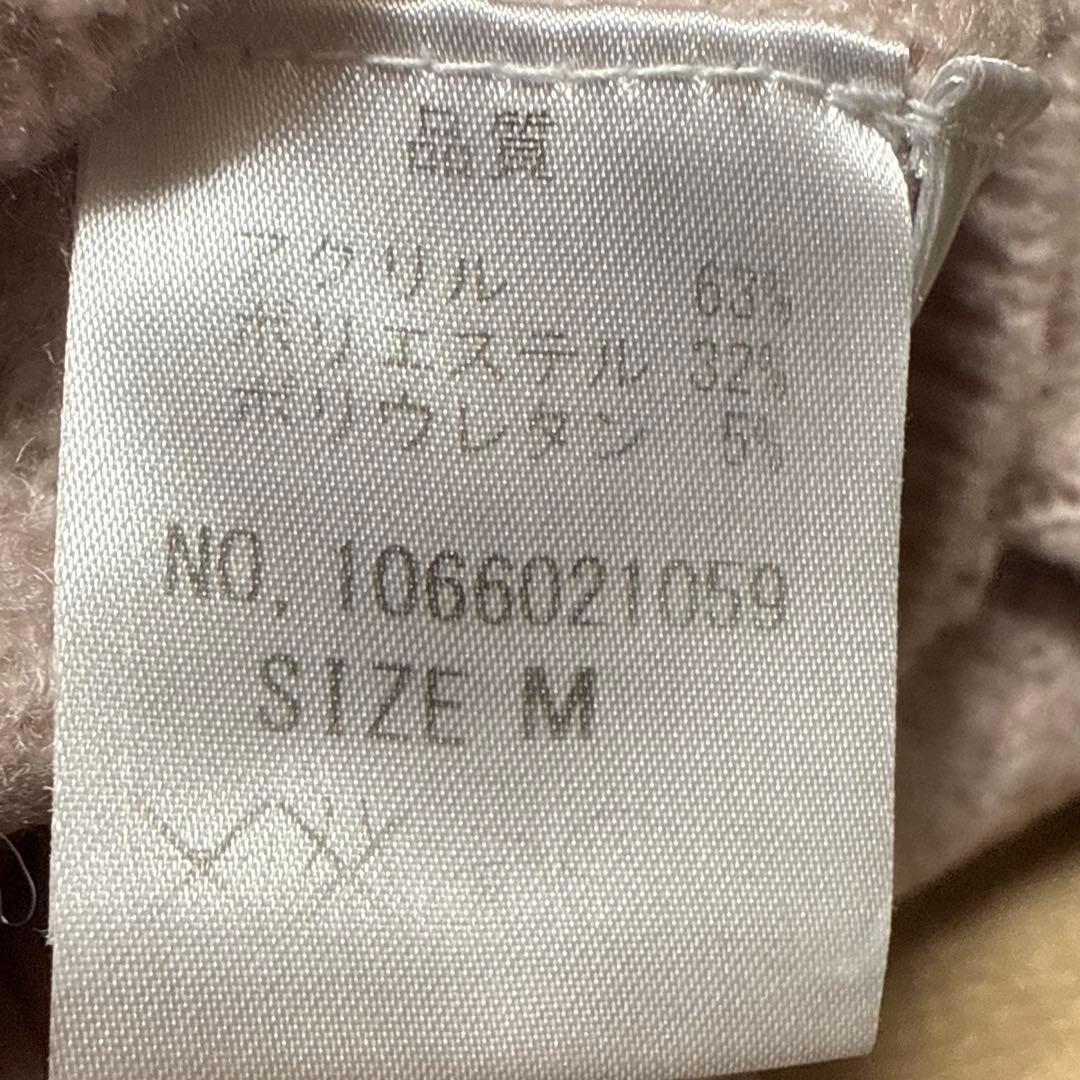 品質
アクリル 63%
ポリエステル 32%
ポリウレタン 5%
NO, 1066021059
SIZE M